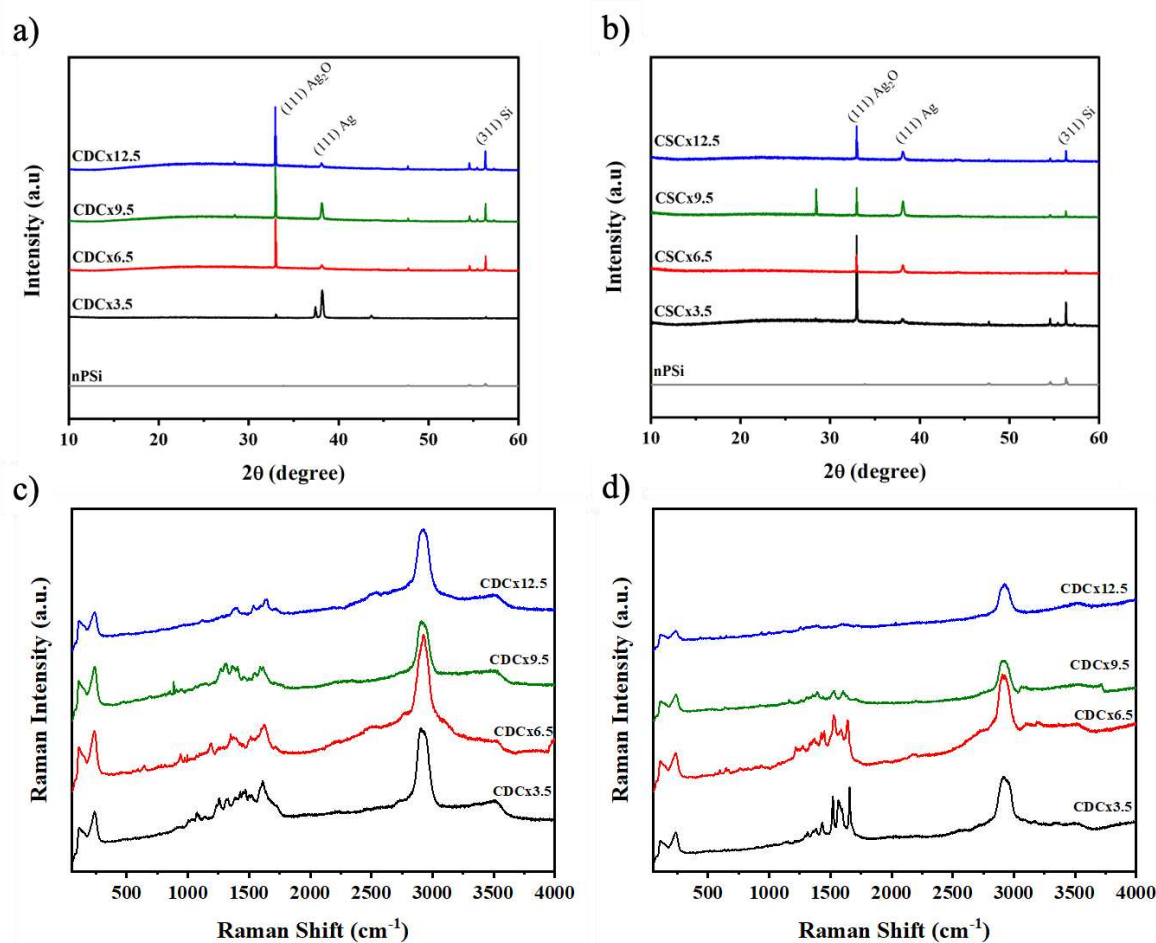 a)
(111) Ag₂O
(111) Ag
(311) Si
CDCx12.5
CDCx9.5
CDCx6.5
CDCx3.5
nPSi
Intensity (a.u)
10 20 30 40 50 60
2θ (degree)
b)
(111) Ag₂O
(111) Ag
(311) Si
CSCx12.5
CSCx9.5
CSCx6.5
CSCx3.5
nPSi
Intensity (a.u)
10 20 30 40 50 60
2θ (degree)
c)
CDCx12.5
CDCx9.5
CDCx6.5
CDCx3.5
Raman Intensity (a.u.)
500 1000 1500 2000 2500 3000 3500 4000
Raman Shift (cm⁻¹)
d)
CDCx12.5
CDCx9.5
CDCx6.5
CDCx3.5
Raman Intensity (a.u.)
500 1000 1500 2000 2500 3000 3500 4000
Raman Shift (cm⁻¹)